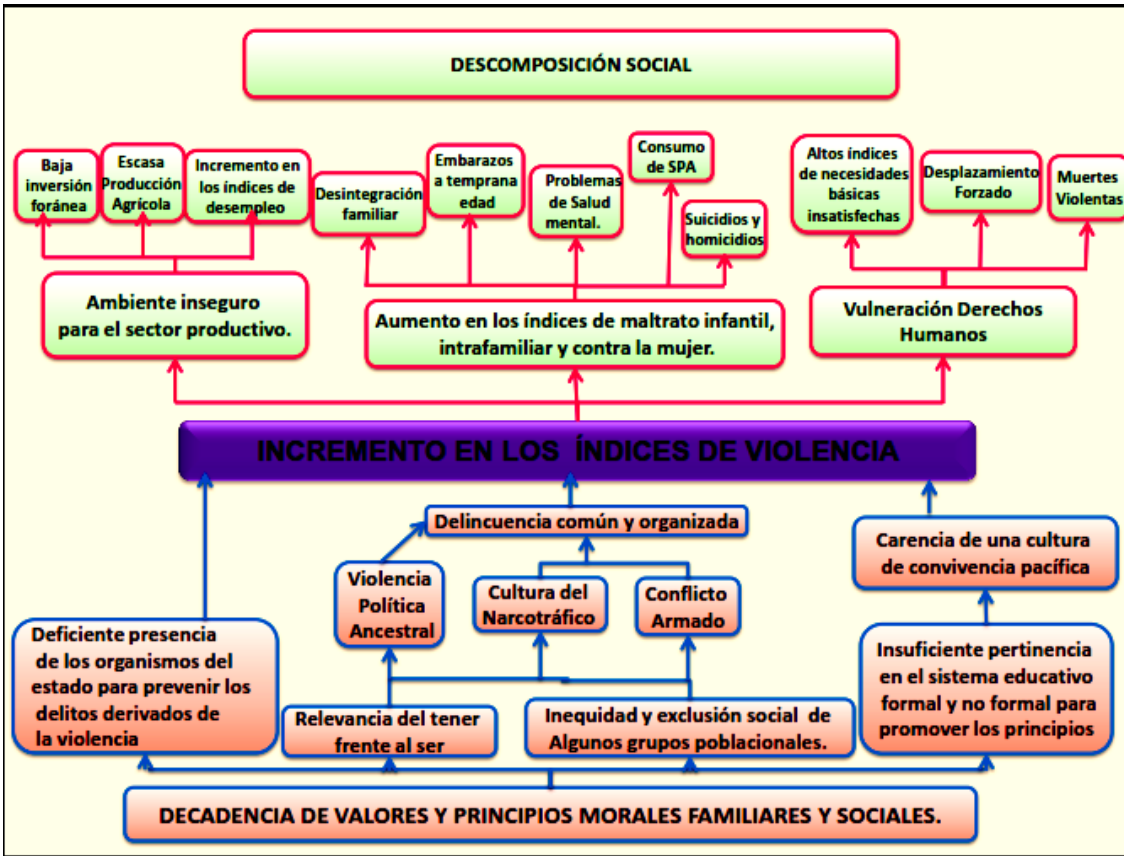 DESCOMPOSICIÓN SOCIAL
Baja
inversión
foránea
Escasa
Producción
Agrícola
Incremento en
los índices de
desempleo
Desintegración
familiar
Embarazos
a temprana
edad
Problemas
de Salud
mental.
Consumo
de SPA
Suicidios y
homicidios
Altos índices
de necesidades
básicas
insatisfechas
Desplazamiento
Forzado
Muertes
Violentas
Ambiente inseguro
para el sector productivo.
Aumento en los índices de maltrato infantil,
intrafamiliar y contra la mujer.
Vulneración Derechos
Humanos
INCREMENTO EN LOS ÍNDICES DE VIOLENCIA
Delincuencia común y organizada
Carencia de una cultura
de convivencia pacífica
Violencia
Política
Ancestral
Cultura del
Narcotráfico
Conflicto
Armado
Deficiente presencia
de los organismos del
estado para prevenir los
delitos derivados de
la violencia
Relevancia del tener
frente al ser
Inequidad y exclusión social de
Algunos grupos poblacionales.
Insuficiente pertinencia
en el sistema educativo
formal y no formal para
promover los principios
DECADENCIA DE VALORES Y PRINCIPIOS MORALES FAMILIARES Y SOCIALES.